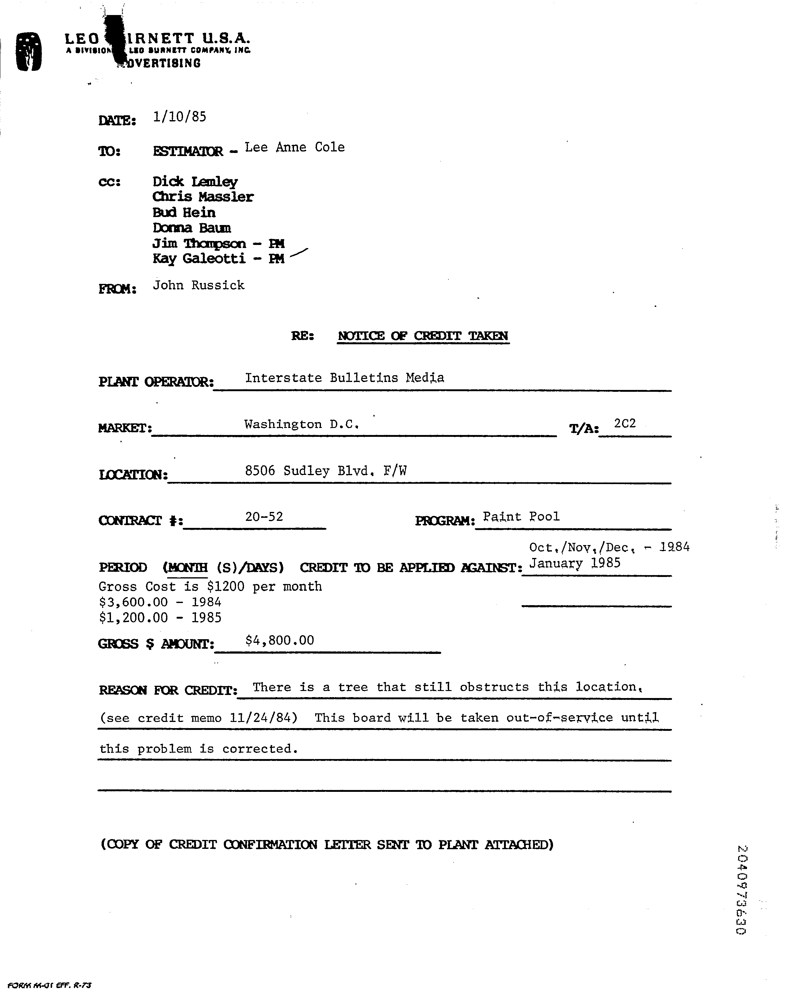 LEO IRNETT U.S.A.
A DIVISION LEO BURNETT COMPANY, INC.
DVERTISING
DATE: 1/10/85
TO: ESTIMATOR - Lee Anne Cole
CC: Dick Lemley
Chris Massler
Bud Hein
Donna Baum
Jim Thompson - PM
Kay Galeotti - PM
FROM: John Russick
RE: NOTICE OF CREDIT TAKEN
PLANT OPERATOR: Interstate Bulletins Media
MARKET: Washington D.C. T/A: 2C2
LOCATION: 8506 Sudley Blvd. F/W
CONTRACT #: 20-52 PROGRAM: Paint Pool
Oct./Nov./Dec. - 1984
PERIOD (MONTH (S)/DAYS) CREDIT TO BE APPLIED AGAINST: January 1985
Gross Cost is $1200 per month
$3,600.00 - 1984
$1,200.00 - 1985
GROSS $ AMOUNT: $4,800.00
REASON FOR CREDIT: There is a tree that still obstructs this location.
(see credit memo 11/24/84) This board will be taken out-of-service until
this problem is corrected.
(COPY OF CREDIT CONFIRMATION LETTER SENT TO PLANT ATTACHED)
2040973630
FORM M-01 EFF. R-73